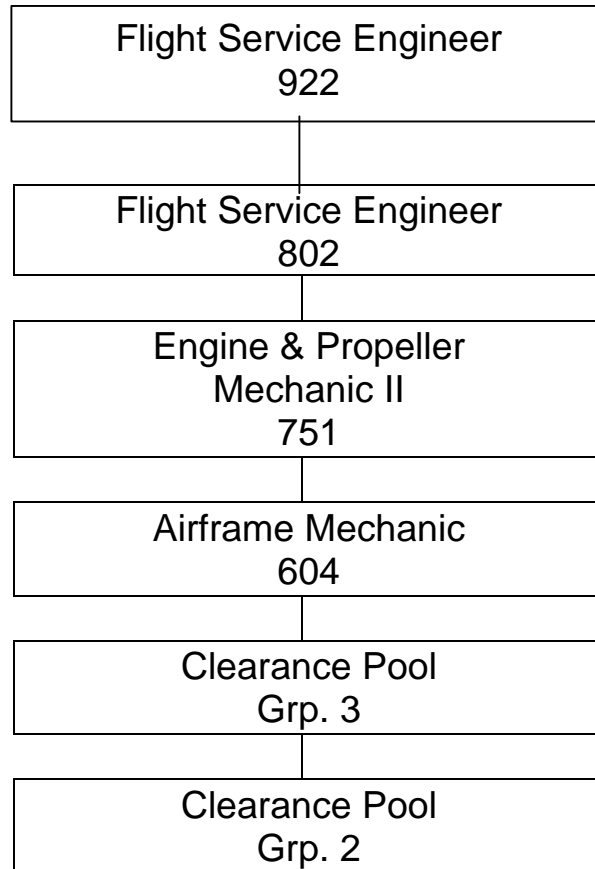 Flight Service Engineer
922
Flight Service Engineer
802
Engine & Propeller
Mechanic II
751
Airframe Mechanic
604
Clearance Pool
Grp. 3
Clearance Pool
Grp. 2